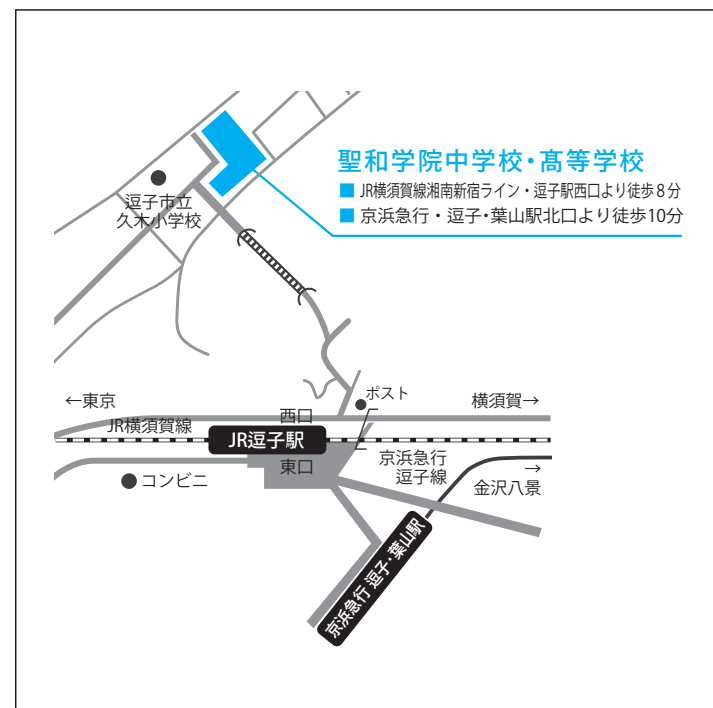 聖和学院中学校・髙等学校
■ JR横須賀線湘南新宿ライン・逗子駅西口より徒歩８分
■ 京浜急行・逗子・葉山駅北口より徒歩10分
逗子市立
久木小学校
ポスト
←東京
横須賀→
西口
JR横須賀線
JR逗子駅
東口
京浜急行
逗子線
→
金沢八景
コンビニ
京浜急行 逗子・葉山駅